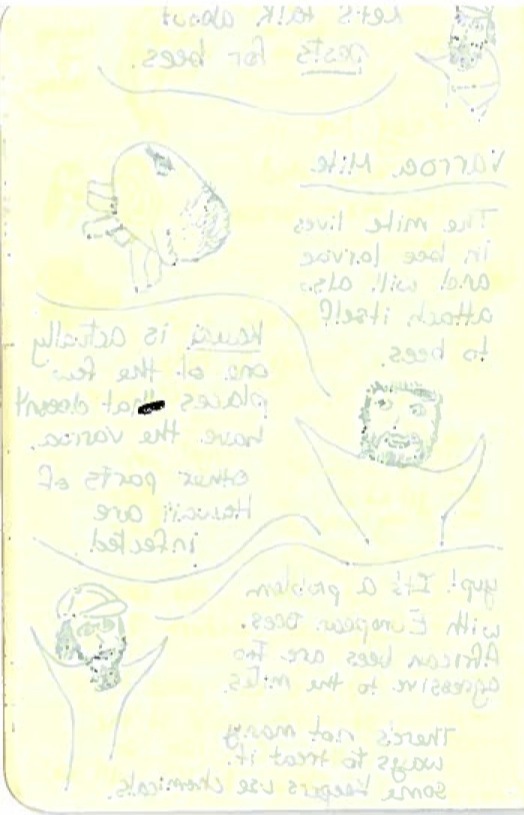 Let's talk about
pests for bees.
Varroa Mite
The mite lives
in bee larvae
and will also
attach itself
to bees.
Kauai is actually
one of the few
places that doesn't
have the varroa.
other parts of
Hawaii are
infected
yup! It's a problem
with European bees.
African bees are too
agressive to the mites.
There's not many
ways to treat it.
some keepers use chemicals.